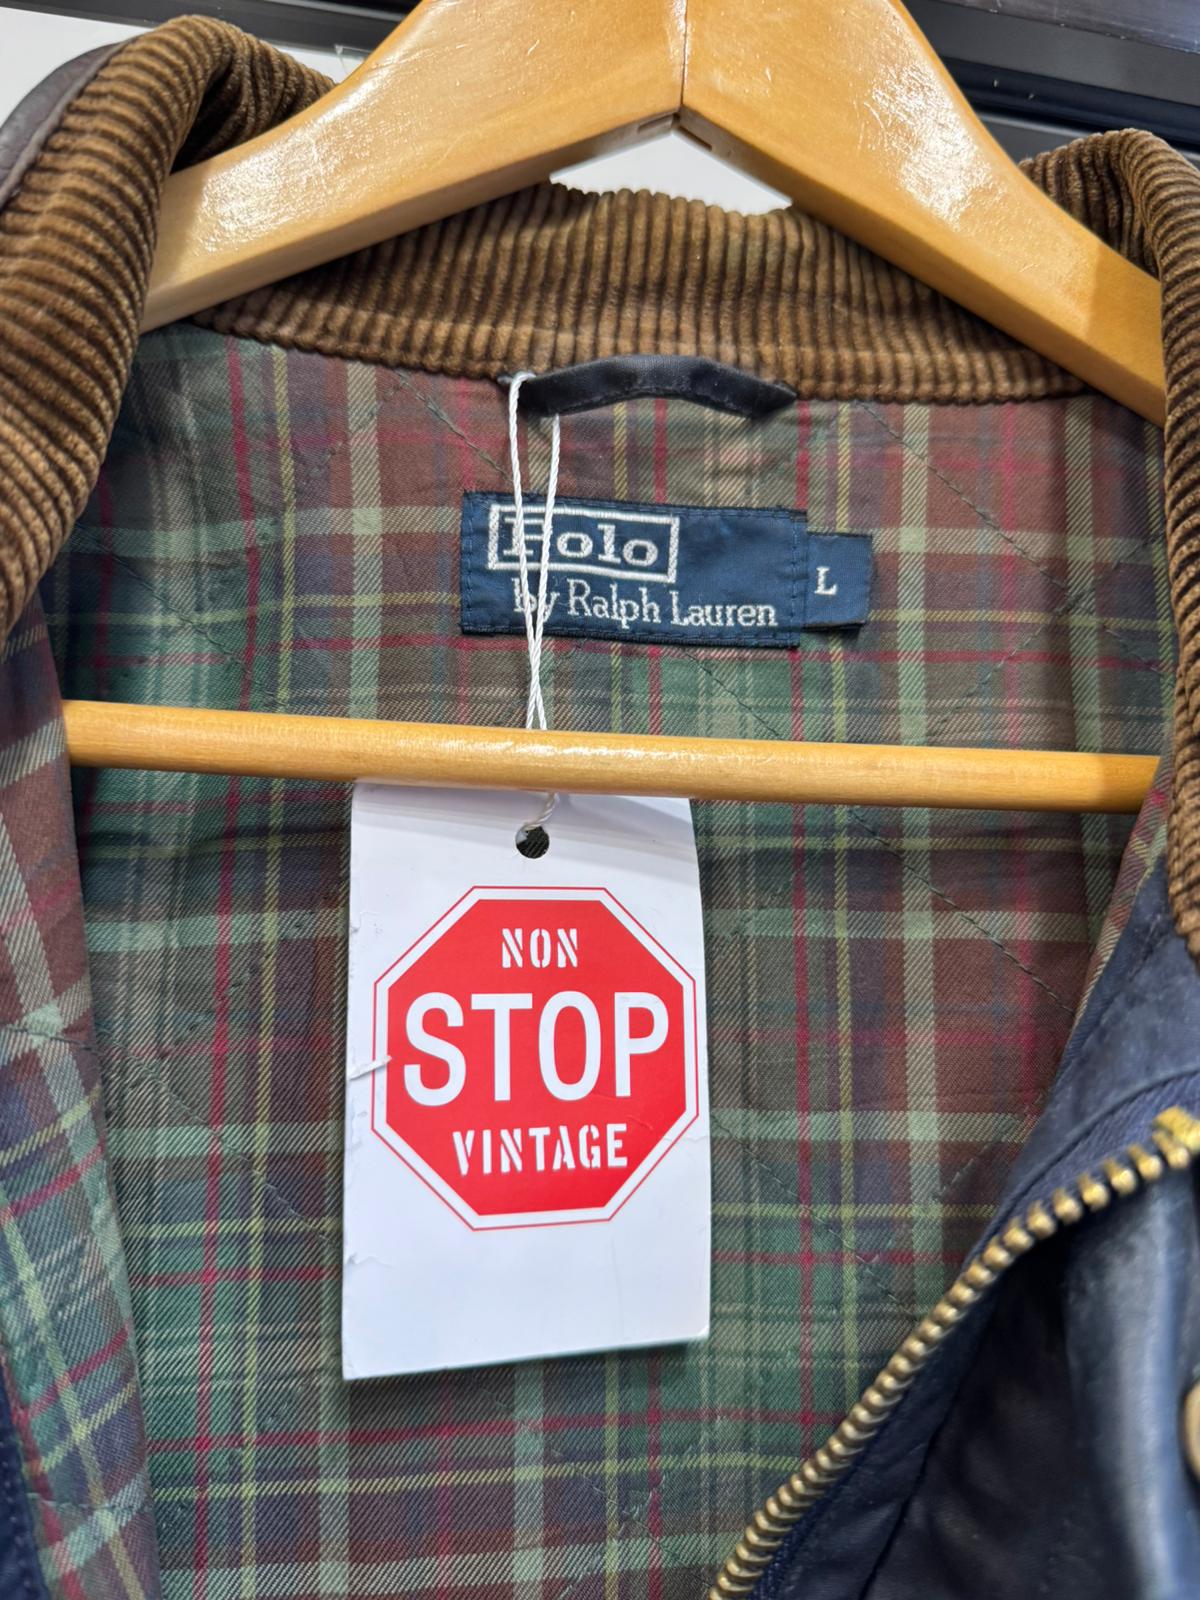 Polo
by Ralph Lauren
L
NON
STOP
VINTAGE